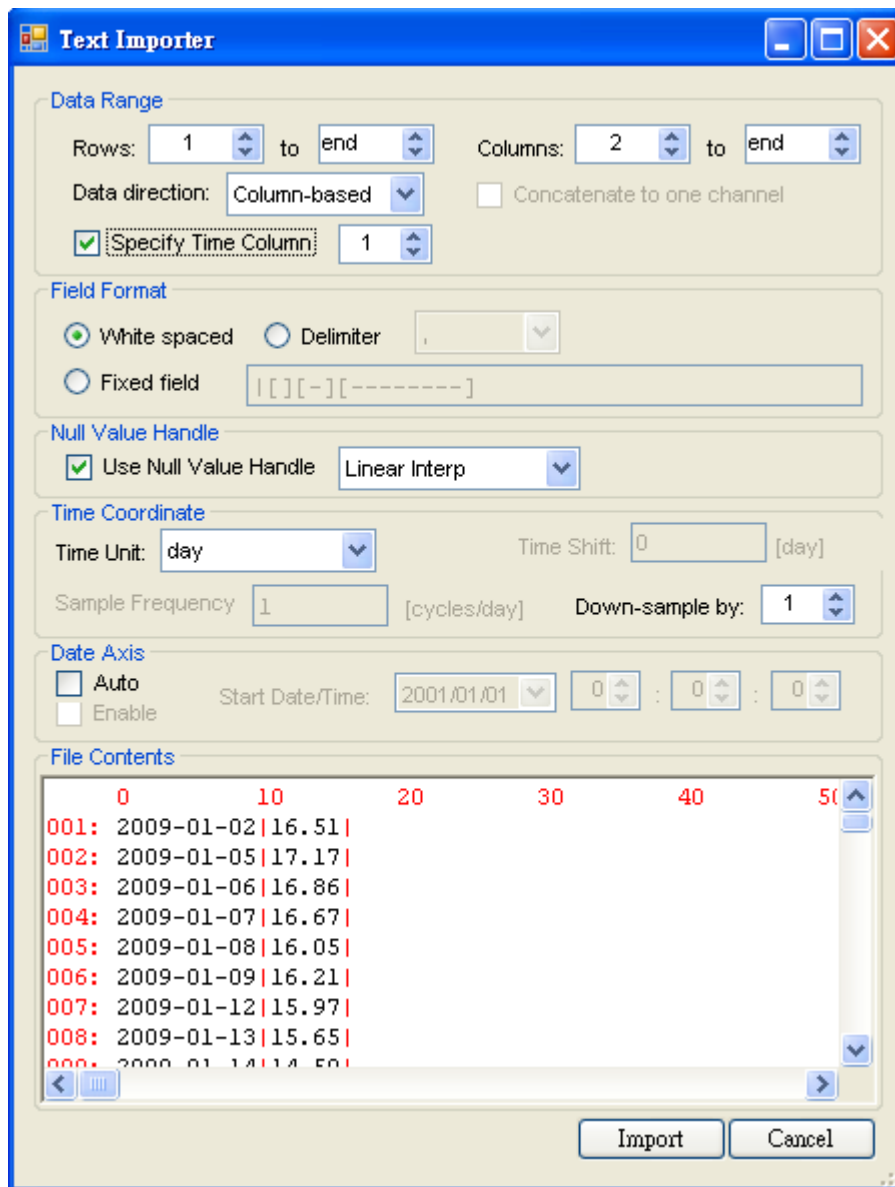 Text Importer
Data Range
Rows: 1 to end Columns: 2 to end
Data direction: Column-based Concatenate to one channel
Specify Time Column 1
Field Format
White spaced Delimiter ,
Fixed field |[][-][--------]
Null Value Handle
Use Null Value Handle Linear Interp
Time Coordinate
Time Unit: day Time Shift: 0 [day]
Sample Frequency 1 [cycles/day] Down-sample by: 1
Date Axis
Auto
Enable Start Date/Time: 2001/01/01 0 : 0 : 0
File Contents
0 10 20 30 40
001: 2009-01-02|16.51|
002: 2009-01-05|17.17|
003: 2009-01-06|16.86|
004: 2009-01-07|16.67|
005: 2009-01-08|16.05|
006: 2009-01-09|16.21|
007: 2009-01-12|15.97|
008: 2009-01-13|15.65|
Import Cancel